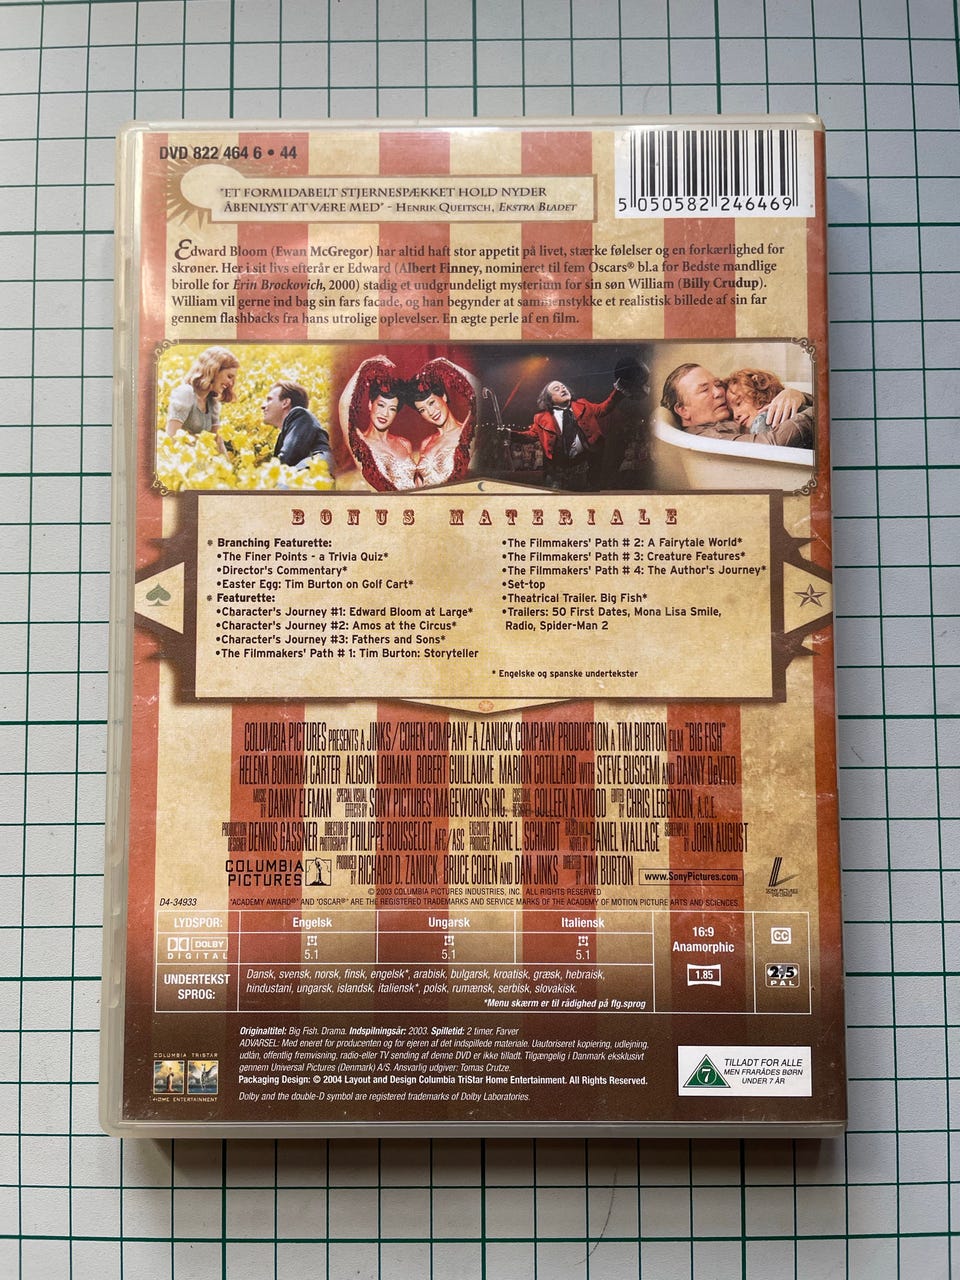 DVD 822 464 6 • 44
5 050582 246469
"ET FORMIDABELT STJERNESPÆKKET HOLD NYDER
ÅBENLYST AT VÆRE MED" - HENRIK QUEITSCH, EKSTRA BLADET
Edward Bloom (Ewan McGregor) har altid haft stor appetit på livet, stærke følelser og en forkærlighed for
skrøner. Her i sit livs efterår er Edward (Albert Finney, nomineret til fem Oscars® bl.a for Bedste mandlige
birolle for Erin Brockovich, 2000) stadig et uudgrundeligt mysterium for sin søn William (Billy Crudup).
William vil gerne ind bag sin fars facade, og han begynder at sammenstykke et realistisk billede af sin far
gennem flashbacks fra hans utrolige oplevelser. En ægte perle af en film.
BONUS MATERIALE
* Branching Featurette:
•The Finer Points - a Trivia Quiz*
•Director's Commentary*
•Easter Egg: Tim Burton on Golf Cart*
* Featurette:
•Character's Journey #1: Edward Bloom at Large*
•Character's Journey #2: Amos at the Circus*
•Character's Journey #3: Fathers and Sons*
•The Filmmakers' Path # 1: Tim Burton: Storyteller
•The Filmmakers' Path # 2: A Fairytale World*
•The Filmmakers' Path # 3: Creature Features*
•The Filmmakers' Path # 4: The Author's Journey*
•Set-top
•Theatrical Trailer. Big Fish*
•Trailers: 50 First Dates, Mona Lisa Smile,
Radio, Spider-Man 2
* Engelske og spanske undertekster
COLUMBIA PICTURES PRESENTS A JINKS/COHEN COMPANY-A ZANUCK COMPANY PRODUCTION A TIM BURTON FILM "BIG FISH"
HELENA BONHAM CARTER ALISON LOHMAN ROBERT GUILLAUME MARION COTILLARD WITH STEVE BUSCEMI AND DANNY DeVITO
MUSIC BY DANNY ELFMAN SPECIAL VISUAL EFFECTS BY SONY PICTURES IMAGEWORKS INC. COSTUME DESIGNER COLLEEN ATWOOD EDITED BY CHRIS LEBENZON, A.C.E.
PRODUCTION DESIGNER DENNIS GASSNER DIRECTOR OF PHOTOGRAPHY PHILIPPE ROUSSELOT AFC/ASC EXECUTIVE PRODUCER ARNE L. SCHMIDT BASED ON A NOVEL BY DANIEL WALLACE SCREENPLAY BY JOHN AUGUST
COLUMBIA PICTURES PRODUCED BY RICHARD D. ZANUCK BRUCE COHEN AND DAN JINKS DIRECTED BY TIM BURTON www.SonyPictures.com
© 2003 COLUMBIA PICTURES INDUSTRIES, INC. ALL RIGHTS RESERVED
D4-34933
"ACADEMY AWARD®" AND "OSCAR®" ARE THE REGISTERED TRADEMARKS AND SERVICE MARKS OF THE ACADEMY OF MOTION PICTURE ARTS AND SCIENCES.
LYDSPOR: Engelsk Ungarsk Italiensk
DOLBY
DIGITAL 5.1 5.1 5.1
16:9
Anamorphic
1.85
CC
2,5
PAL
UNDERTEKST
SPROG:
Dansk, svensk, norsk, finsk, engelsk*, arabisk, bulgarsk, kroatisk, græsk, hebraisk,
hindustani, ungarsk, islandsk, italiensk*, polsk, rumænsk, serbisk, slovakisk.
*Menu skærm er til rådighed på flg.sprog
Originaltitel: Big Fish. Drama. Indspilningsår: 2003. Spilletid: 2 timer. Farver
ADVARSEL: Med eneret for producenten og for ejeren af det indspillede materiale. Uautoriseret kopiering, udlejning,
udlån, offentlig fremvisning, radio-eller TV sending af denne DVD er ikke tilladt. Tilgængelig i Danmark eksklusivt
gennem Universal Pictures (Denmark) A/S. Ansvarlig udgiver: Tomas Crutze.
Packaging Design: © 2004 Layout and Design Columbia TriStar Home Entertainment. All Rights Reserved.
Dolby and the double-D symbol are registered trademarks of Dolby Laboratories.
COLUMBIA TRISTAR
HOME ENTERTAINMENT
7
TILLADT FOR ALLE
MEN FRARÅDES BØRN
UNDER 7 ÅR